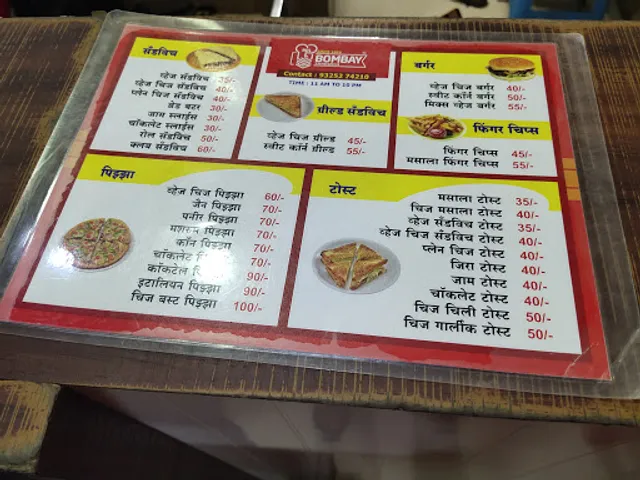 सँडविच
व्हेज सँडविच 35/-
व्हेज चिज सँडविच 40/-
प्लेन चिज सँडविच 40/-
ब्रेड बटर 30/-
जाम स्लाईस 30/-
चॉकलेट स्लाईस 30/-
रोल सँडविच 50/-
क्लब सँडविच 60/-
BOMBAY
Contact : 93252 74210
TIME : 11 AM TO 10 PM
ग्रील्ड सँडविच
व्हेज चिज ग्रील्ड 45/-
स्वीट कॉर्न ग्रील्ड 55/-
बर्गर
व्हेज चिज बर्गर 40/-
स्वीट कॉर्न बर्गर 50/-
मिक्स व्हेज बर्गर 55/-
फिंगर चिप्स
फिंगर चिप्स 45/-
मसाला फिंगर चिप्स 55/-
पिझ्झा
व्हेज चिज पिझ्झा 60/-
जैन पिझ्झा 70/-
पनीर पिझ्झा 70/-
मशरुम पिझ्झा 70/-
कॉन पिझ्झा 70/-
चॉकलेट 70/-
कॉकटेल 90/-
इटालियन पिझ्झा 90/-
चिज बस्ट पिझ्झा 100/-
टोस्ट
मसाला टोस्ट 35/-
चिज मसाला टोस्ट 40/-
व्हेज सँडविच टोस्ट 35/-
व्हेज चिज सँडविच टोस्ट 40/-
प्लेन चिज टोस्ट 40/-
जिरा टोस्ट 40/-
जाम टोस्ट 40/-
चॉकलेट टोस्ट 40/-
चिज चिली टोस्ट 50/-
चिज गार्लीक टोस्ट 50/-